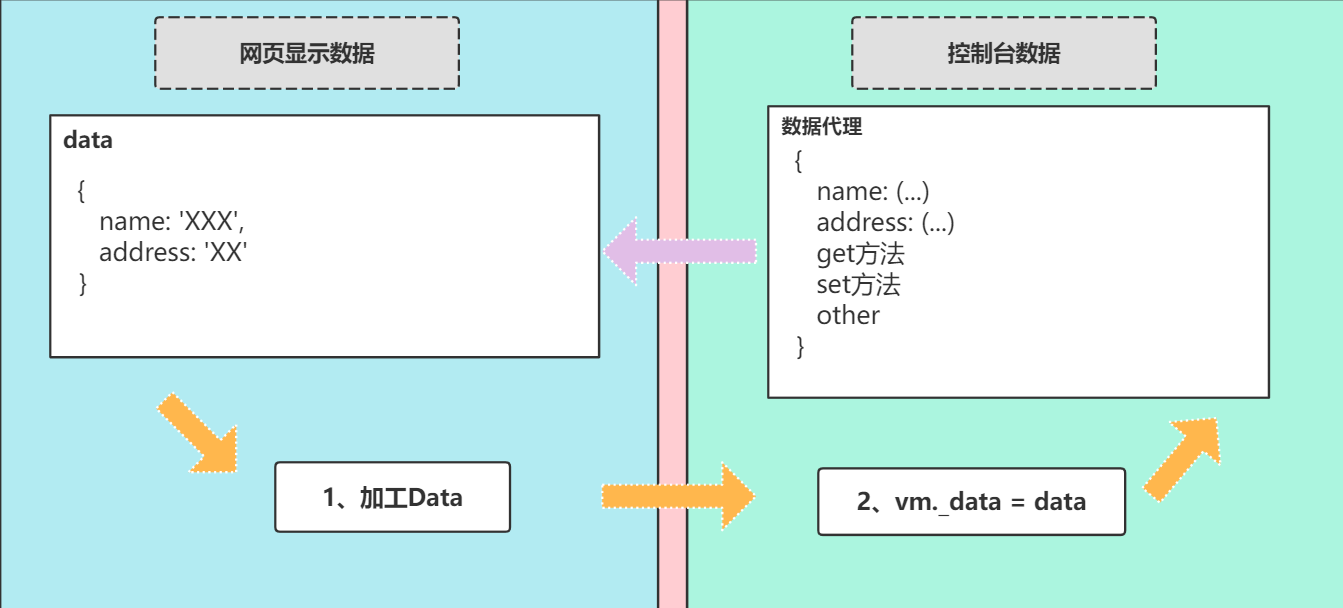 网页显示数据
data
{
name: 'XXX',
address: 'XX'
}
1、加工Data
控制台数据
数据代理
{
name: (...)
address: (...)
get方法
set方法
other
}
2、vm._data = data